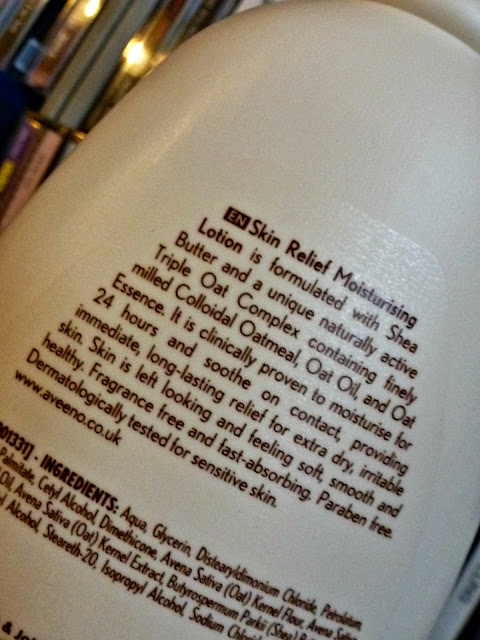 EN Skin Relief Moisturising
Lotion is formulated with Shea
Butter and a unique naturally active
Triple Oat Complex containing finely
milled Colloidal Oatmeal, Oat Oil, and Oat
Essence. It is clinically proven to moisturise for
24 hours and soothe on contact, providing
immediate, long-lasting relief for extra dry, irritable
skin. Skin is left looking and feeling soft, smooth and
healthy. Fragrance free and fast-absorbing. Paraben free.
Dermatologically tested for sensitive skin.
www.aveeno.co.uk
001331] - INGREDIENTS: Aqua, Glycerin, Distearyldimonium Chloride, Petrolatum,
Palmitate, Cetyl Alcohol, Dimethicone, Avena Sativa (Oat) Kernel Flour, Avena Sativa
Oil, Avena Sativa (Oat) Kernel Extract, Butyrospermum Parkii (Shea)
Alcohol, Steareth-20, Isopropyl Alcohol, Sodium